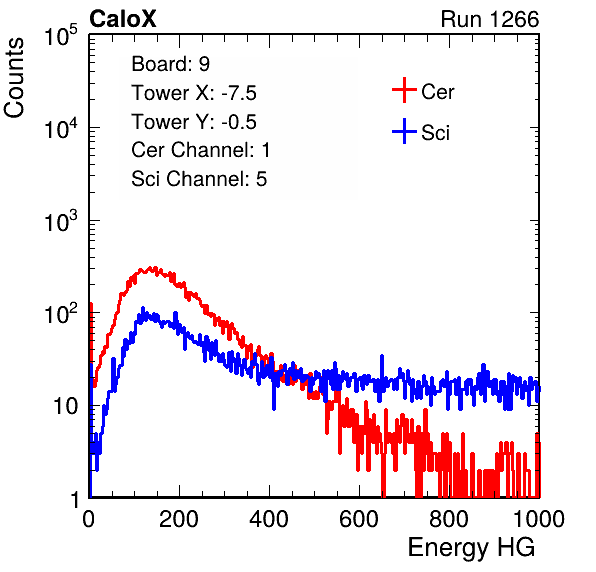 CaloX Run 1266
Counts
Board: 9
Tower X: -7.5
Tower Y: -0.5
Cer Channel: 1
Sci Channel: 5
Cer
Sci
10^5
10^4
10^3
10^2
10
1
0 200 400 600 800 1000
Energy HG